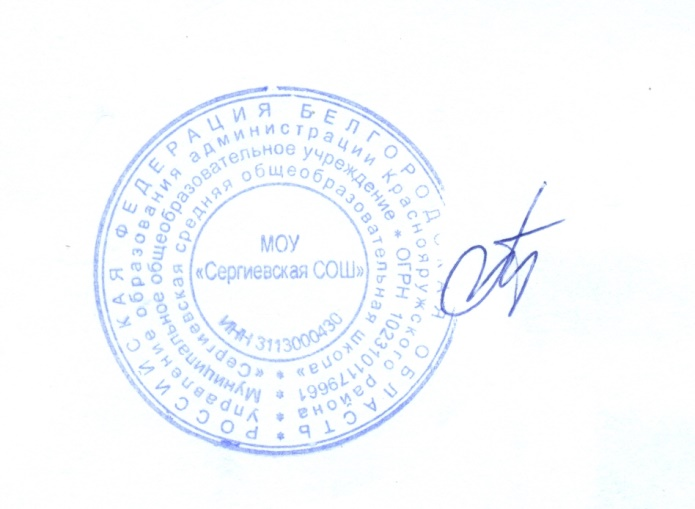 РОССИЙСКАЯ ФЕДЕРАЦИЯ БЕЛГОРОДСКАЯ ОБЛАСТЬ *
Управление образования администрации Краснояружского района *
Муниципальное общеобразовательное учреждение * ОГРН 1023101179661 *
«Сергиевская средняя общеобразовательная школа» *
МОУ
«Сергиевская СОШ»
ИНН 3113000430